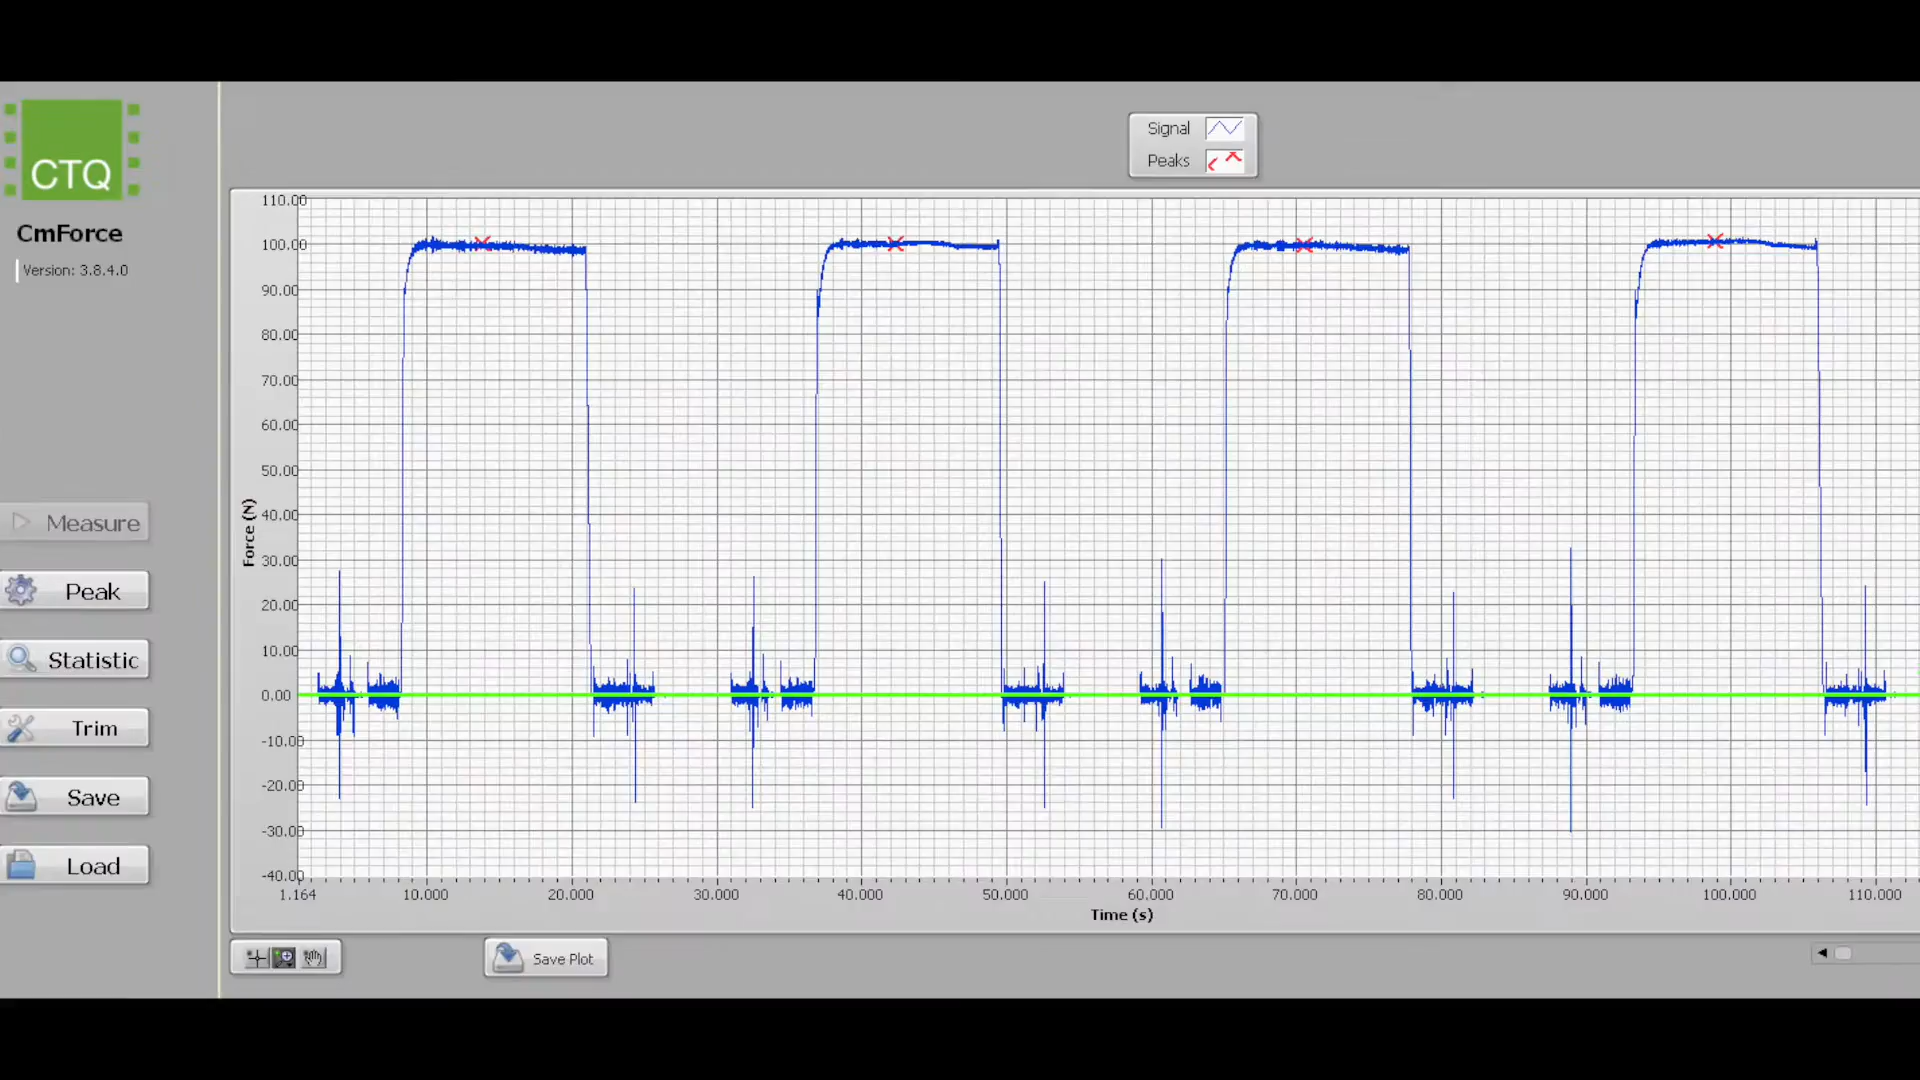 CTQ
CmForce
Version: 3.8.4.0
Measure
Peak
Statistic
Trim
Save
Load
Signal
Peaks
110.00
100.00
90.00
80.00
70.00
60.00
50.00
40.00
30.00
20.00
10.00
0.00
-10.00
-20.00
-30.00
-40.00
Force (N)
1.164 10.000 20.000 30.000 40.000 50.000 60.000 70.000 80.000 90.000 100.000 110.000
Time (s)
Save Plot